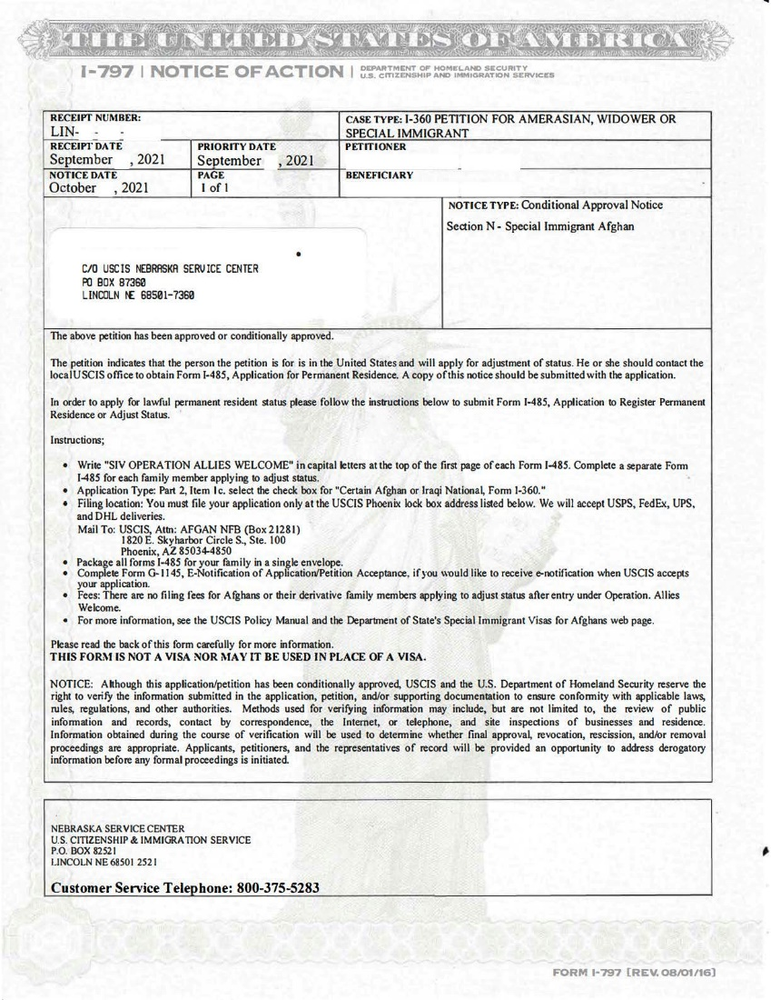 THE UNITED STATES OF AMERICA
I-797 | NOTICE OF ACTION | DEPARTMENT OF HOMELAND SECURITY
U.S. CITIZENSHIP AND IMMIGRATION SERVICES
RECEIPT NUMBER:
LIN- - -
CASE TYPE: I-360 PETITION FOR AMERASIAN, WIDOWER OR
SPECIAL IMMIGRANT
RECEIPT DATE
September , 2021
PRIORITY DATE
September , 2021
PETITIONER
NOTICE DATE
October , 2021
PAGE
1 of 1
BENEFICIARY
NOTICE TYPE: Conditional Approval Notice
Section N - Special Immigrant Afghan
C/O USCIS NEBRASKA SERVICE CENTER
PO BOX 87360
LINCOLN NE 68501-7360
The above petition has been approved or conditionally approved.
The petition indicates that the person the petition is for is in the United States and will apply for adjustment of status. He or she should contact the
local USCIS office to obtain Form I-485, Application for Permanent Residence. A copy of this notice should be submitted with the application.
In order to apply for lawful permanent resident status please follow the instructions below to submit Form I-485, Application to Register Permanent
Residence or Adjust Status.
Instructions;
• Write "SIV OPERATION ALLIES WELCOME" in capital letters at the top of the first page of each Form I-485. Complete a separate Form
I-485 for each family member applying to adjust status.
• Application Type: Part 2, Item 1c. select the check box for "Certain Afghan or Iraqi National, Form I-360."
• Filing location: You must file your application only at the USCIS Phoenix lock box address listed below. We will accept USPS, FedEx, UPS,
and DHL deliveries.
Mail To: USCIS, Attn: AFGAN NFB (Box 21281)
1820 E. Skyharbor Circle S., Ste. 100
Phoenix, AZ 85034-4850
• Package all forms I-485 for your family in a single envelope.
• Complete Form G-1145, E-Notification of Application/Petition Acceptance, if you would like to receive e-notification when USCIS accepts
your application.
• Fees: There are no filing fees for Afghans or their derivative family members applying to adjust status after entry under Operation. Allies
Welcome.
• For more information, see the USCIS Policy Manual and the Department of State's Special Immigrant Visas for Afghans web page.
Please read the back of this form carefully for more information.
THIS FORM IS NOT A VISA NOR MAY IT BE USED IN PLACE OF A VISA.
NOTICE: Although this application/petition has been conditionally approved, USCIS and the U.S. Department of Homeland Security reserve the
right to verify the information submitted in the application, petition, and/or supporting documentation to ensure conformity with applicable laws,
rules, regulations, and other authorities. Methods used for verifying information may include, but are not limited to, the review of public
information and records, contact by correspondence, the Internet, or telephone, and site inspections of businesses and residence.
Information obtained during the course of verification will be used to determine whether final approval, revocation, rescission, and/or removal
proceedings are appropriate. Applicants, petitioners, and the representatives of record will be provided an opportunity to address derogatory
information before any formal proceedings is initiated.
NEBRASKA SERVICE CENTER
U.S. CITIZENSHIP & IMMIGRATION SERVICE
P.O. BOX 82521
LINCOLN NE 68501 2521
Customer Service Telephone: 800-375-5283
FORM I-797 [REV. 08/01/16]